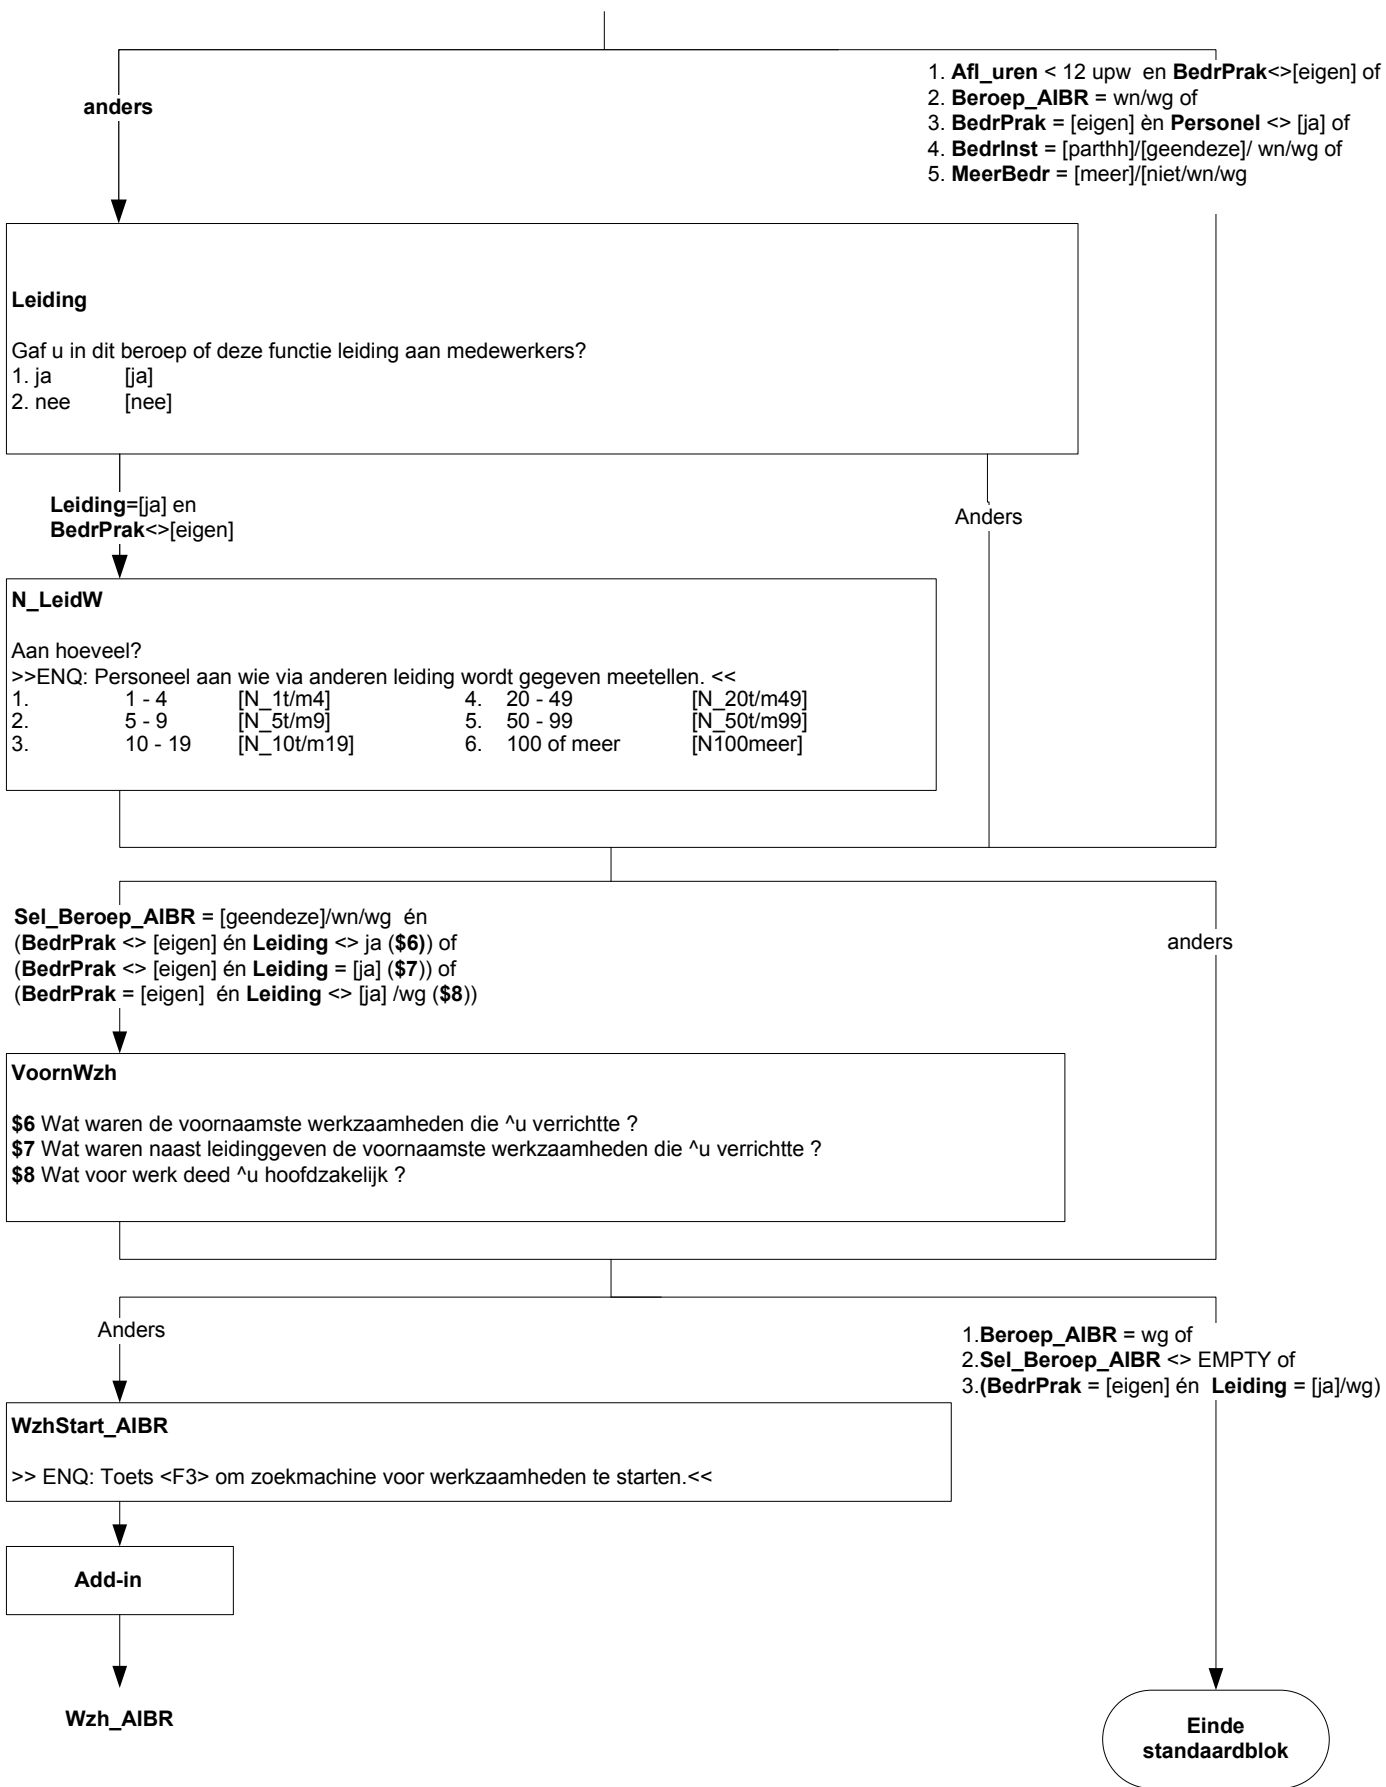 1. Afl_uren < 12 upw en BedrPrak<>[eigen] of
2. Beroep_AIBR = wn/wg of
3. BedrPrak = [eigen] èn Personel <> [ja] of
4. BedrInst = [parthh]/[geendeze]/ wn/wg of
5. MeerBedr = [meer]/[niet/wn/wg
anders
Leiding
Gaf u in dit beroep of deze functie leiding aan medewerkers?
1. ja [ja]
2. nee [nee]
Leiding=[ja] en
BedrPrak<>[eigen]
Anders
N_LeidW
Aan hoeveel?
>>ENQ: Personeel aan wie via anderen leiding wordt gegeven meetellen. <<
1. 1 - 4 [N_1t/m4] 4. 20 - 49 [N_20t/m49]
2. 5 - 9 [N_5t/m9] 5. 50 - 99 [N_50t/m99]
3. 10 - 19 [N_10t/m19] 6. 100 of meer [N100meer]
Sel_Beroep_AIBR = [geendeze]/wn/wg én
(BedrPrak <> [eigen] én Leiding <> ja ($6)) of
(BedrPrak <> [eigen] én Leiding = [ja] ($7)) of
(BedrPrak = [eigen] én Leiding <> [ja] /wg ($8))
anders
VoornWzh
$6 Wat waren de voornaamste werkzaamheden die ^u verrichtte ?
$7 Wat waren naast leidinggeven de voornaamste werkzaamheden die ^u verrichtte ?
$8 Wat voor werk deed ^u hoofdzakelijk ?
Anders
1.Beroep_AIBR = wg of
2.Sel_Beroep_AIBR <> EMPTY of
3.(BedrPrak = [eigen] én Leiding = [ja]/wg)
WzhStart_AIBR
>> ENQ: Toets <F3> om zoekmachine voor werkzaamheden te starten.<<
Add-in
Wzh_AIBR
Einde
standaardblok